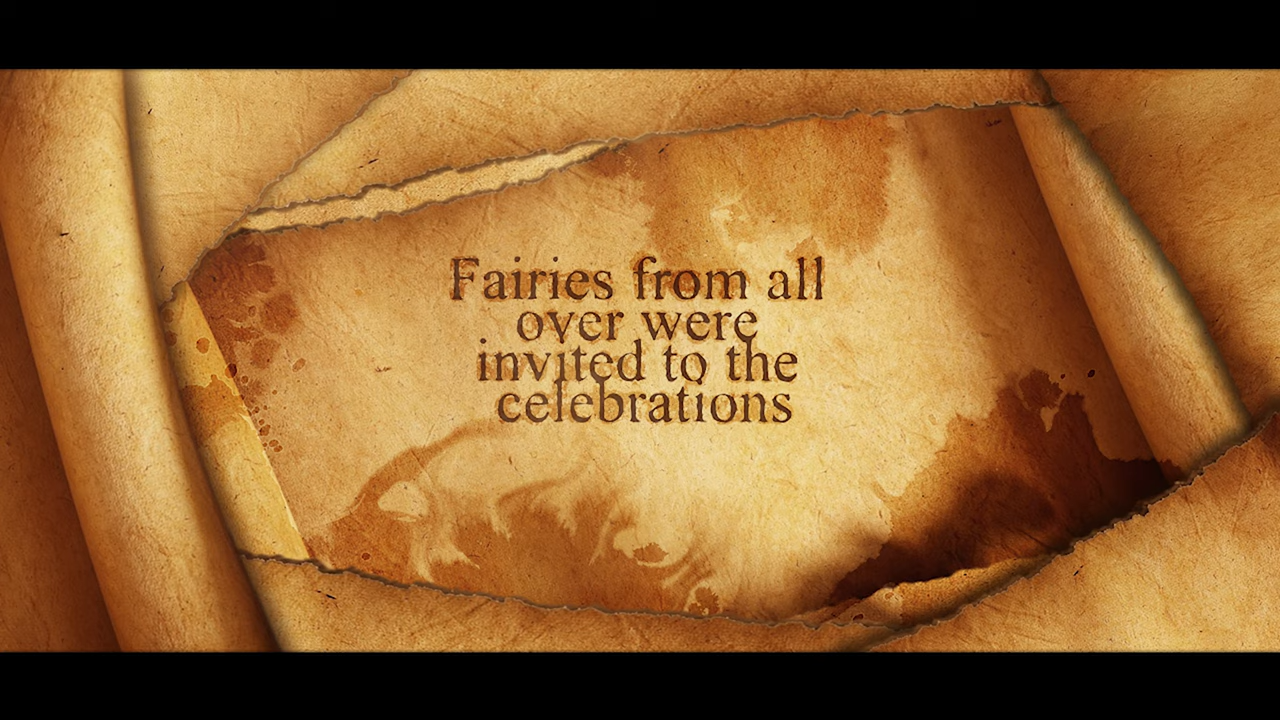 Fairies from all
over were
invited to the
celebrations